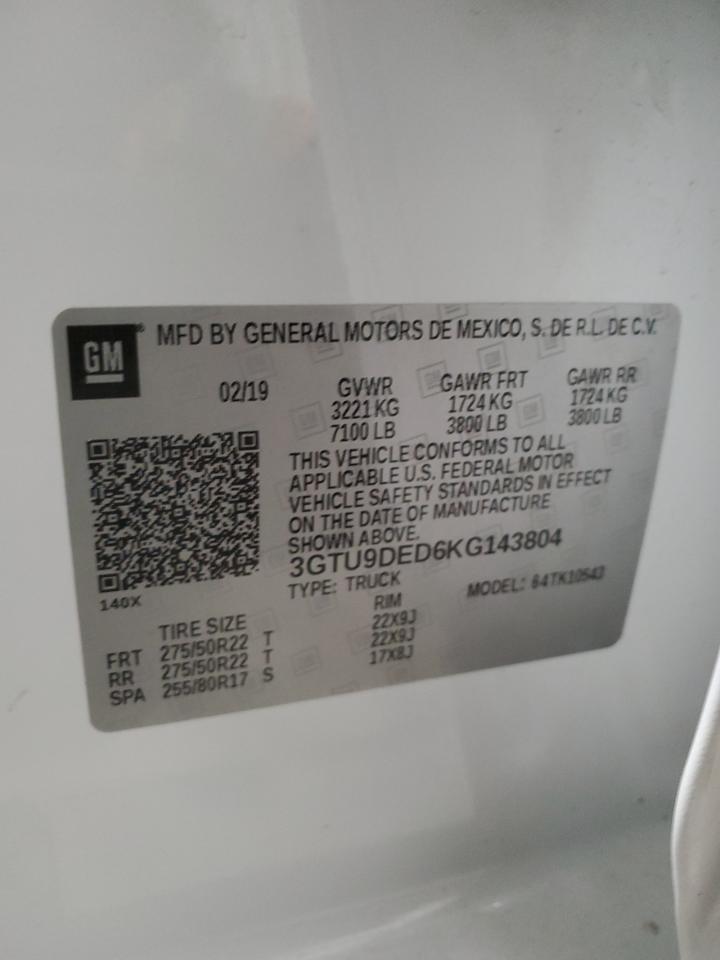 GM® MFD BY GENERAL MOTORS DE MEXICO, S. DE R.L. DE C.V.
02/19 GVWR GAWR FRT GAWR RR
3221 KG 1724 KG 1724 KG
7100 LB 3800 LB 3800 LB
THIS VEHICLE CONFORMS TO ALL
APPLICABLE U.S. FEDERAL MOTOR
VEHICLE SAFETY STANDARDS IN EFFECT
ON THE DATE OF MANUFACTURE
SHOWN ABOVE.
3GTU9DED6KG143804
140X TYPE: TRUCK MODEL: 64TK10543
TIRE SIZE RIM
FRT 275/50R22 T 22X9J
RR 275/50R22 T 22X9J
SPA 255/80R17 S 17X8J